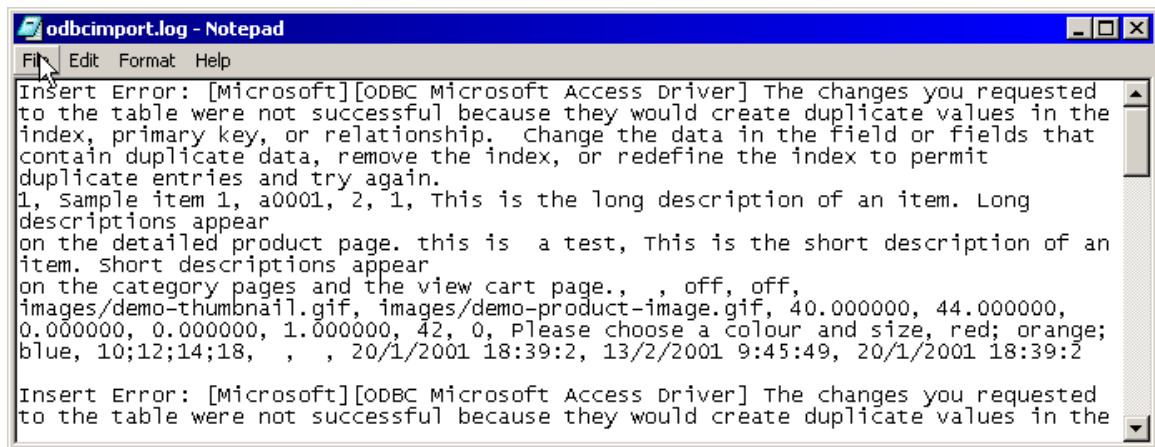 odbcimport.log - Notepad
File Edit Format Help
Insert Error: [Microsoft][ODBC Microsoft Access Driver] The changes you requested
to the table were not successful because they would create duplicate values in the
index, primary key, or relationship.  Change the data in the field or fields that
contain duplicate data, remove the index, or redefine the index to permit
duplicate entries and try again.
1, Sample item 1, a0001, 2, 1, This is the long description of an item. Long
descriptions appear
on the detailed product page. this is  a test, This is the short description of an
item. Short descriptions appear
on the category pages and the view cart page.,  , off, off,
images/demo-thumbnail.gif, images/demo-product-image.gif, 40.000000, 44.000000,
0.000000, 0.000000, 1.000000, 42, 0, Please choose a colour and size, red; orange;
blue, 10;12;14;18,  ,  , 20/1/2001 18:39:2, 13/2/2001 9:45:49, 20/1/2001 18:39:2
Insert Error: [Microsoft][ODBC Microsoft Access Driver] The changes you requested
to the table were not successful because they would create duplicate values in the